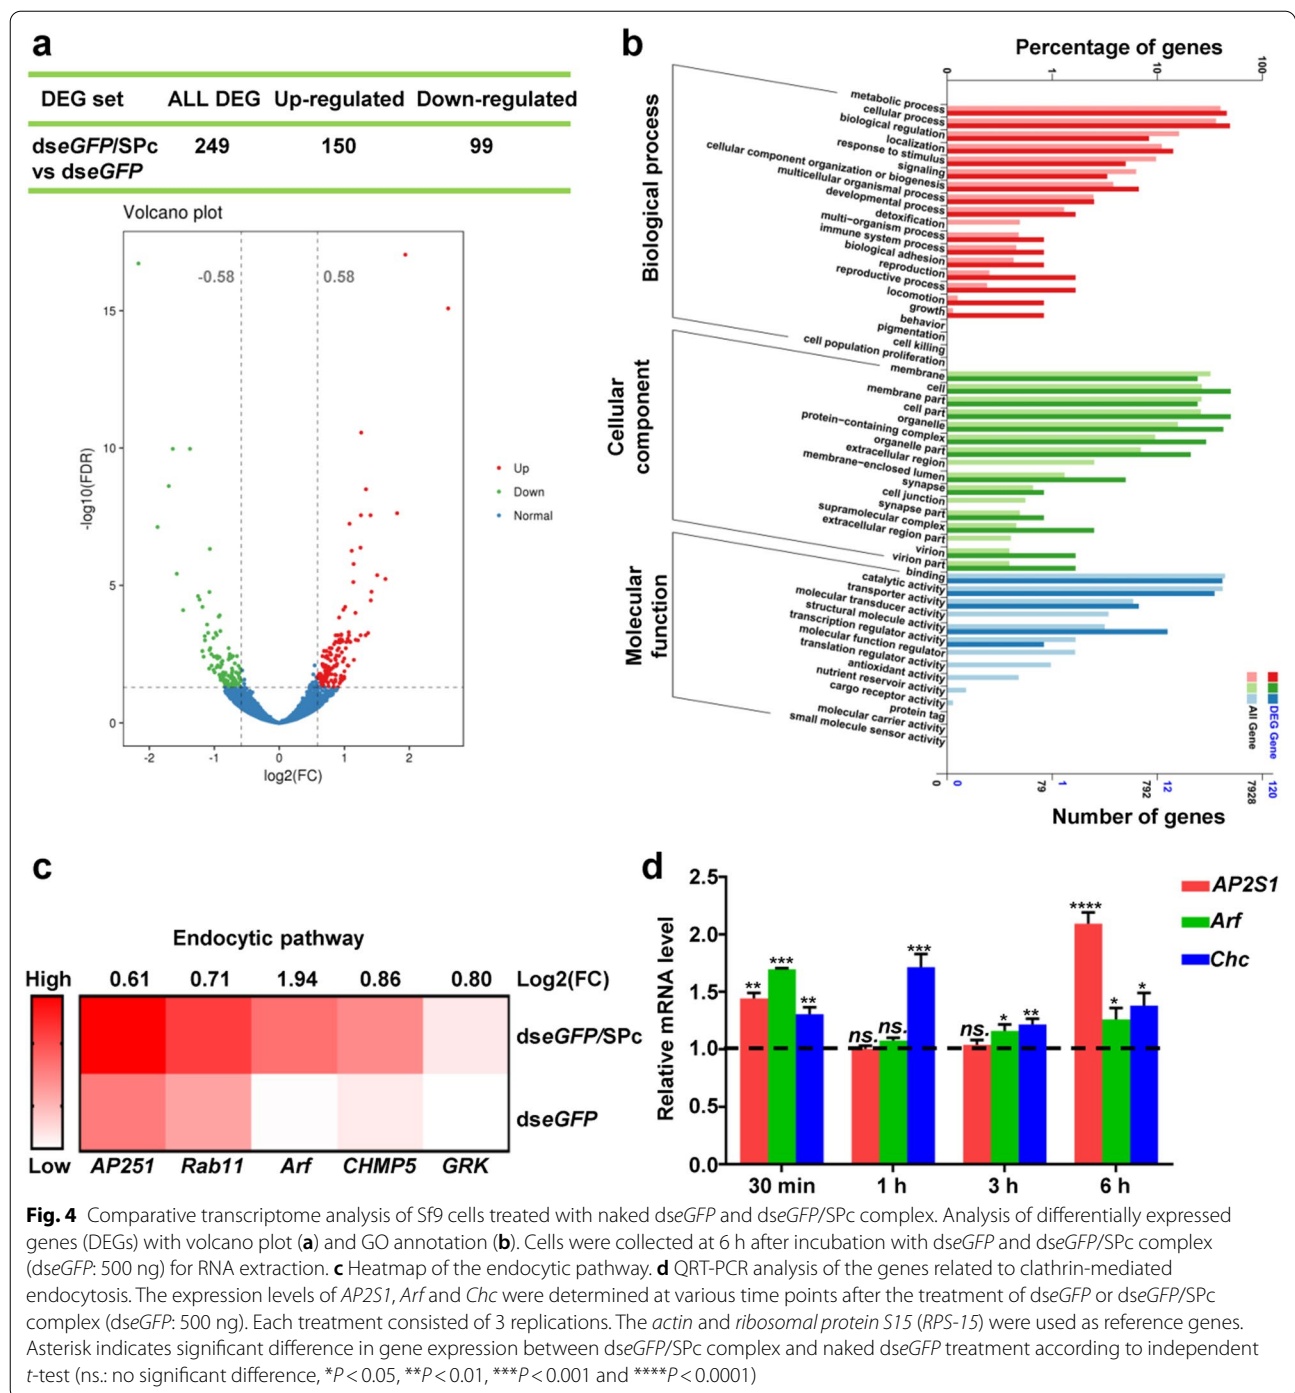 a
DEG set ALL DEG Up-regulated Down-regulated
dseGFP/SPc 249 150 99
vs dseGFP
Volcano plot
-0.58 0.58
15
10
5
0
-log10(FDR)
-2 -1 0 1 2
log2(FC)
Up
Down
Normal
b
Percentage of genes
0 1 10 100
Biological process
metabolic process
cellular process
biological regulation
localization
response to stimulus
signaling
cellular component organization or biogenesis
multicellular organismal process
developmental process
detoxification
multi-organism process
immune system process
biological adhesion
reproduction
reproductive process
locomotion
growth
behavior
pigmentation
cell killing
cell population proliferation
Cellular
component
membrane
cell
membrane part
cell part
organelle
protein-containing complex
organelle part
extracellular region
membrane-enclosed lumen
synapse
cell junction
synapse part
supramolecular complex
extracellular region part
virion
virion part
Molecular
function
binding
catalytic activity
transporter activity
molecular transducer activity
structural molecule activity
transcription regulator activity
molecular function regulator
translation regulator activity
antioxidant activity
nutrient reservoir activity
cargo receptor activity
protein tag
molecular carrier activity
small molecule sensor activity
DEG Gene
All Gene
0 0 79 1 792 12 7928 120
Number of genes
c
Endocytic pathway
High 0.61 0.71 1.94 0.86 0.80 Log2(FC)
dseGFP/SPc
dseGFP
Low AP251 Rab11 Arf CHMP5 GRK
d
Relative mRNA level
2.5
2.0
1.5
1.0
0.5
0.0
** *** **
ns. ns. ***
ns. * **
**** * *
30 min 1 h 3 h 6 h
AP2S1
Arf
Chc
Fig. 4 Comparative transcriptome analysis of Sf9 cells treated with naked dseGFP and dseGFP/SPc complex. Analysis of differentially expressed
genes (DEGs) with volcano plot (a) and GO annotation (b). Cells were collected at 6 h after incubation with dseGFP and dseGFP/SPc complex
(dseGFP: 500 ng) for RNA extraction. c Heatmap of the endocytic pathway. d QRT-PCR analysis of the genes related to clathrin-mediated
endocytosis. The expression levels of AP2S1, Arf and Chc were determined at various time points after the treatment of dseGFP or dseGFP/SPc
complex (dseGFP: 500 ng). Each treatment consisted of 3 replications. The actin and ribosomal protein S15 (RPS-15) were used as reference genes.
Asterisk indicates significant difference in gene expression between dseGFP/SPc complex and naked dseGFP treatment according to independent
t-test (ns.: no significant difference, *P < 0.05, **P < 0.01, ***P < 0.001 and ****P < 0.0001)